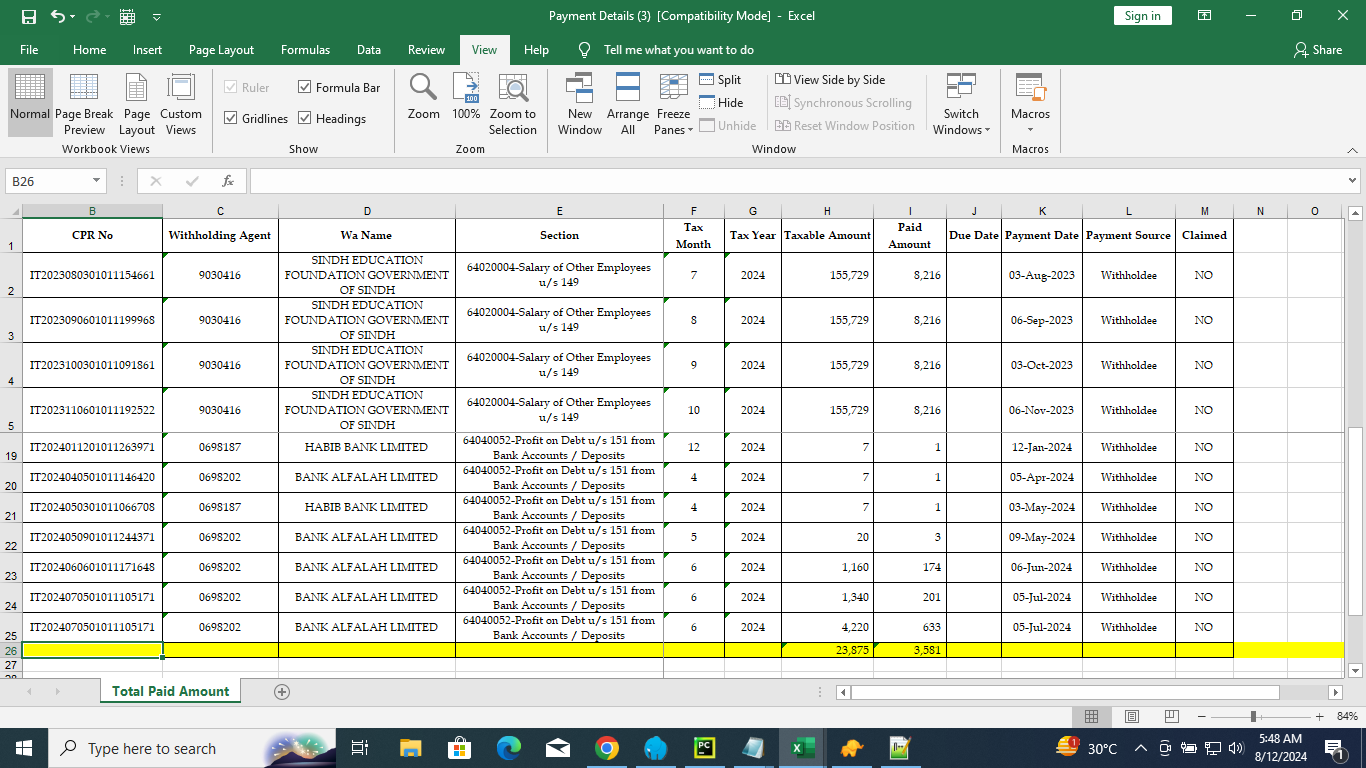 Payment Details (3) [Compatibility Mode] - Excel
Sign in
File Home Insert Page Layout Formulas Data Review View Help Tell me what you want to do Share
Normal Page Break Preview Page Layout Custom Views
Workbook Views
Ruler Formula Bar
Gridlines Headings
Show
Zoom 100% Zoom to Selection
Zoom
New Window Arrange All Freeze Panes
Split
Hide
Unhide
View Side by Side
Synchronous Scrolling
Reset Window Position
Switch Windows
Window
Macros
Macros
B26 fx
B C D E F G H I J K L M N O
1 CPR No Withholding Agent Wa Name Section Tax Month Tax Year Taxable Amount Paid Amount Due Date Payment Date Payment Source Claimed
2 IT2023080301011154661 9030416 SINDH EDUCATION FOUNDATION GOVERNMENT OF SINDH 64020004-Salary of Other Employees u/s 149 7 2024 155,729 8,216 03-Aug-2023 Withholdee NO
3 IT2023090601011199968 9030416 SINDH EDUCATION FOUNDATION GOVERNMENT OF SINDH 64020004-Salary of Other Employees u/s 149 8 2024 155,729 8,216 06-Sep-2023 Withholdee NO
4 IT2023100301011091861 9030416 SINDH EDUCATION FOUNDATION GOVERNMENT OF SINDH 64020004-Salary of Other Employees u/s 149 9 2024 155,729 8,216 03-Oct-2023 Withholdee NO
5 IT2023110601011192522 9030416 SINDH EDUCATION FOUNDATION GOVERNMENT OF SINDH 64020004-Salary of Other Employees u/s 149 10 2024 155,729 8,216 06-Nov-2023 Withholdee NO
19 IT2024011201011263971 0698187 HABIB BANK LIMITED 64040052-Profit on Debt u/s 151 from Bank Accounts / Deposits 12 2024 7 1 12-Jan-2024 Withholdee NO
20 IT2024040501011146420 0698202 BANK ALFALAH LIMITED 64040052-Profit on Debt u/s 151 from Bank Accounts / Deposits 4 2024 7 1 05-Apr-2024 Withholdee NO
21 IT2024050301011066708 0698187 HABIB BANK LIMITED 64040052-Profit on Debt u/s 151 from Bank Accounts / Deposits 4 2024 7 1 03-May-2024 Withholdee NO
22 IT2024050901011244371 0698202 BANK ALFALAH LIMITED 64040052-Profit on Debt u/s 151 from Bank Accounts / Deposits 5 2024 20 3 09-May-2024 Withholdee NO
23 IT2024060601011171648 0698202 BANK ALFALAH LIMITED 64040052-Profit on Debt u/s 151 from Bank Accounts / Deposits 6 2024 1,160 174 06-Jun-2024 Withholdee NO
24 IT2024070501011105171 0698202 BANK ALFALAH LIMITED 64040052-Profit on Debt u/s 151 from Bank Accounts / Deposits 6 2024 1,340 201 05-Jul-2024 Withholdee NO
25 IT2024070501011105171 0698202 BANK ALFALAH LIMITED 64040052-Profit on Debt u/s 151 from Bank Accounts / Deposits 6 2024 4,220 633 05-Jul-2024 Withholdee NO
26 23,875 3,581
27
Total Paid Amount
84%
Type here to search
30°C
5:48 AM
8/12/2024